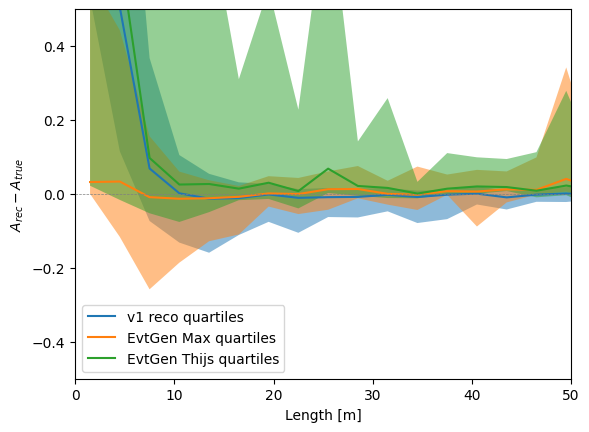 0.4
0.2
0.0
−0.2
−0.4
A_rec − A_true
v1 reco quartiles
EvtGen Max quartiles
EvtGen Thijs quartiles
0 10 20 30 40 50
Length [m]